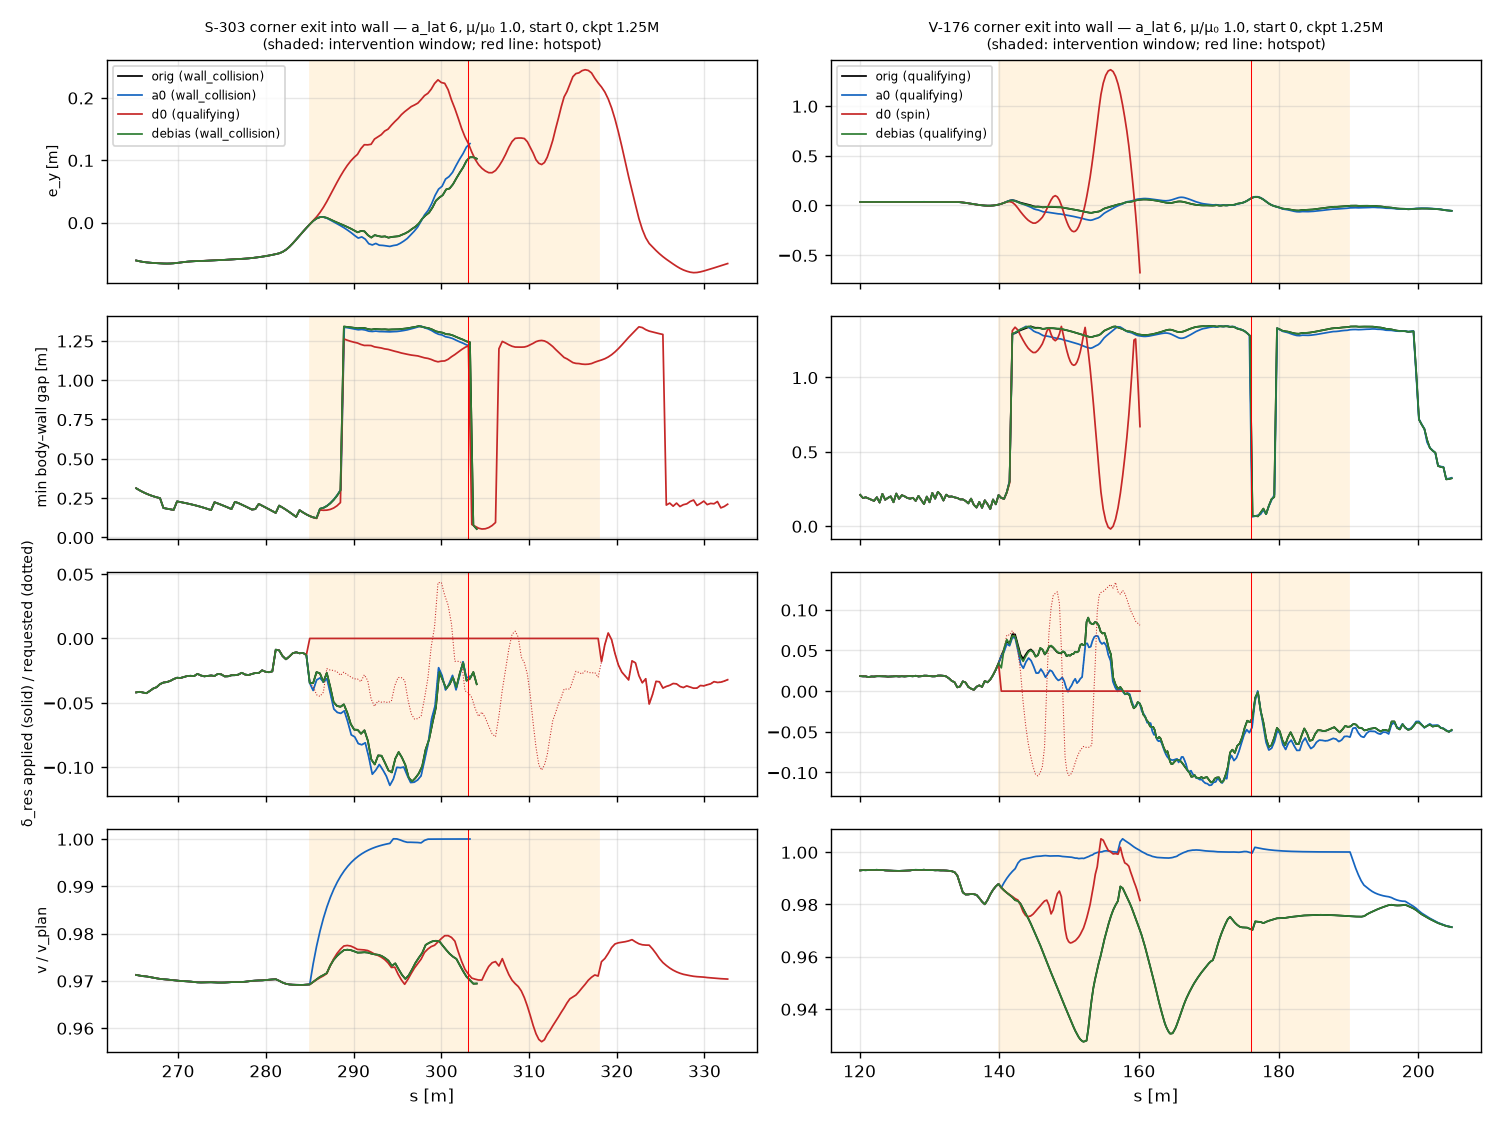 S-303 corner exit into wall — a_lat 6, μ/μ₀ 1.0, start 0, ckpt 1.25M
(shaded: intervention window; red line: hotspot)
orig (wall_collision)
a0 (wall_collision)
d0 (qualifying)
debias (wall_collision)
e_y [m]
0.2
0.1
0.0
V-176 corner exit into wall — a_lat 6, μ/μ₀ 1.0, start 0, ckpt 1.25M
(shaded: intervention window; red line: hotspot)
orig (qualifying)
a0 (qualifying)
d0 (spin)
debias (qualifying)
1.0
0.5
0.0
−0.5
min body–wall gap [m]
1.25
1.00
0.75
0.50
0.25
0.00
1.0
0.5
0.0
δ_res applied (solid) / requested (dotted)
0.05
0.00
−0.05
−0.10
0.10
0.05
0.00
−0.05
−0.10
v / v_plan
1.00
0.99
0.98
0.97
0.96
270 280 290 300 310 320 330
s [m]
1.00
0.98
0.96
0.94
120 140 160 180 200
s [m]